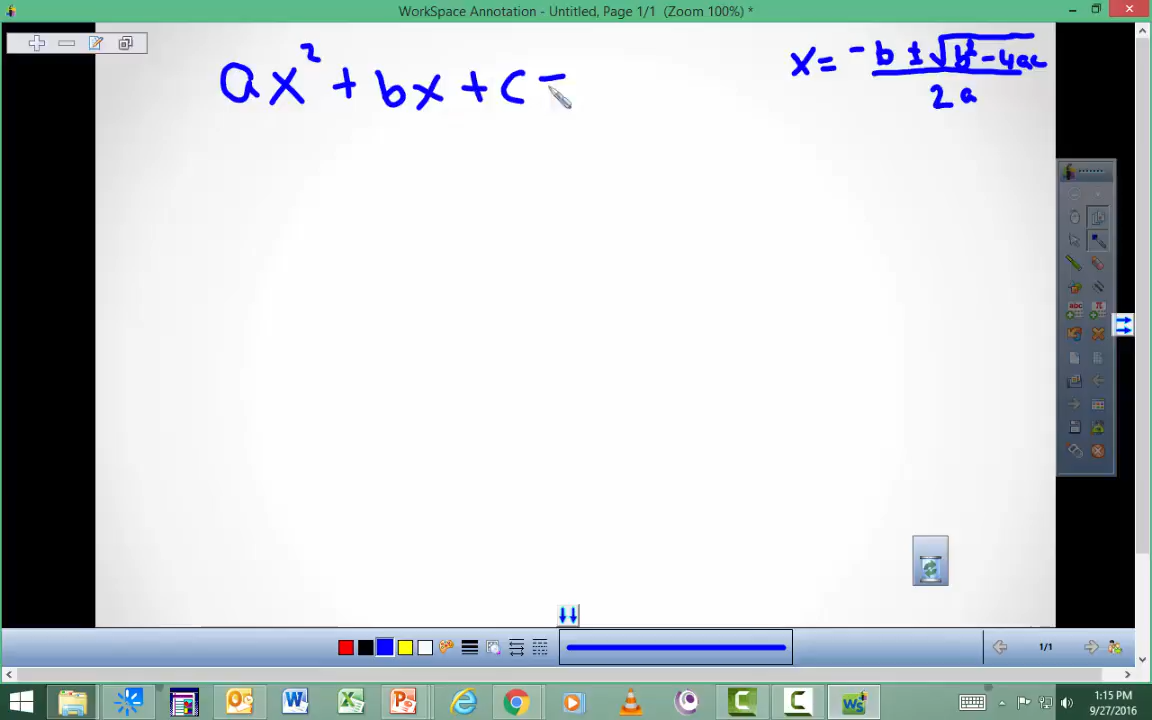 WorkSpace Annotation - Untitled, Page 1/1 (Zoom 100%) *
ax² + bx + c -
x = -b ± √b² - 4ac
2a
1/1
1:15 PM
9/27/2016